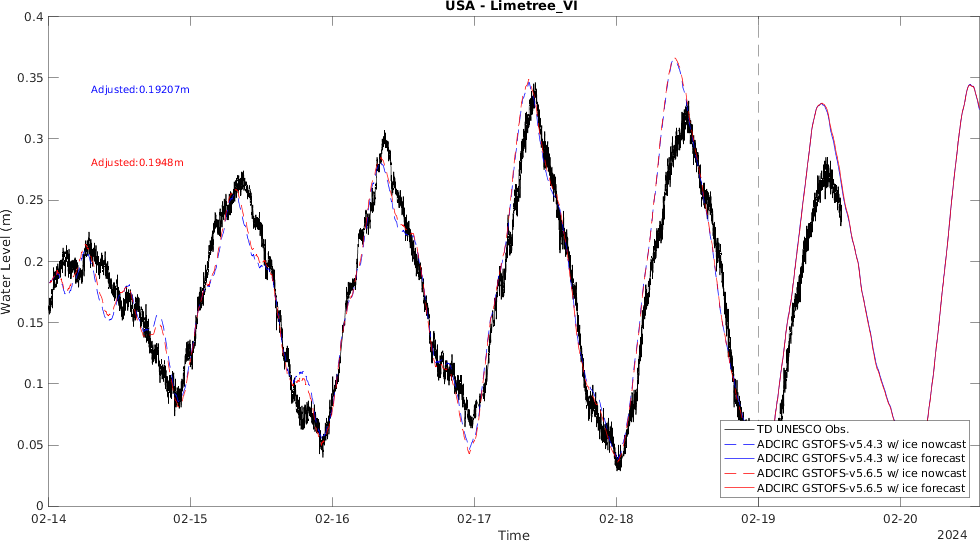 USA - Limetree_VI
0.4
0.35
0.3
0.25
0.2
0.15
0.1
0.05
0
Water Level (m)
Adjusted:0.19207m
Adjusted:0.1948m
TD UNESCO Obs.
ADCIRC GSTOFS-v5.4.3 w/ ice nowcast
ADCIRC GSTOFS-v5.4.3 w/ ice forecast
ADCIRC GSTOFS-v5.6.5 w/ ice nowcast
ADCIRC GSTOFS-v5.6.5 w/ ice forecast
02-14 02-15 02-16 02-17 02-18 02-19 02-20
Time
2024